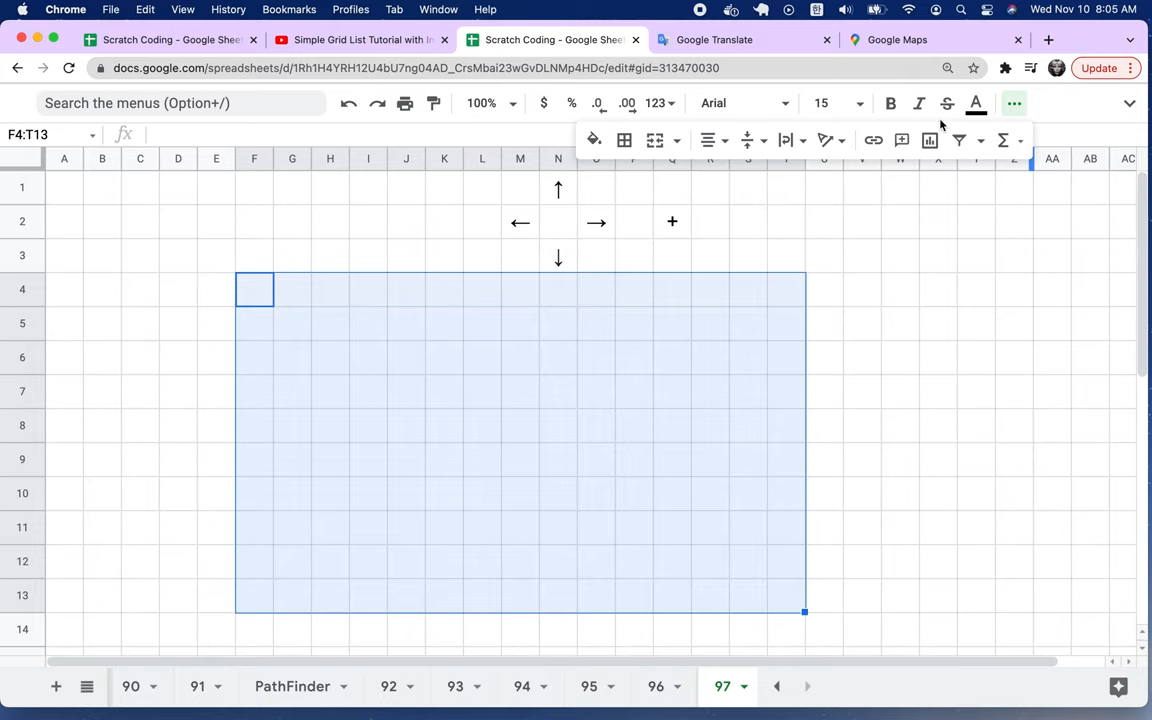 Chrome File Edit View History Bookmarks Profiles Tab Window Help Wed Nov 10 8:05 AM
Scratch Coding - Google Shee Simple Grid List Tutorial with In Scratch Coding - Google Shee Google Translate Google Maps
docs.google.com/spreadsheets/d/1Rh1H4YRH12U4bU7ng04AD_CrsMbai23wGvDLNMp4HDc/edit#gid=313470030 Update
Search the menus (Option+/) 100% $ % .0 .00 123 Arial 15 B I S A
F4:T13 fx
A B C D E F G H I J K L M N O P Q R S T U V W X Y Z AA AB AC
1 ↑
2 ← → +
3 ↓
4
5
6
7
8
9
10
11
12
13
14
90 91 PathFinder 92 93 94 95 96 97